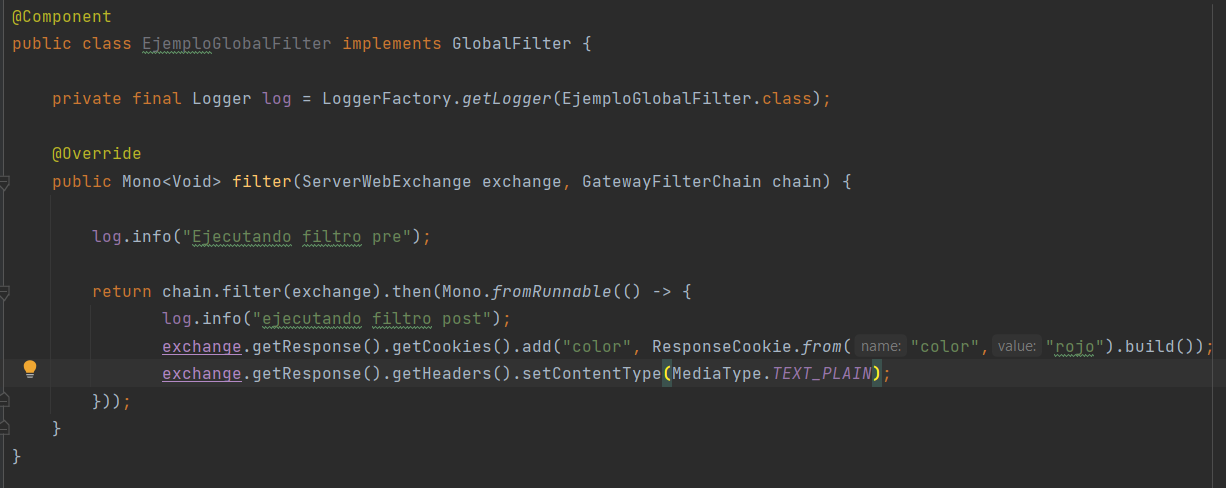 @Component
public class EjemploGlobalFilter implements GlobalFilter {
private final Logger log = LoggerFactory.getLogger(EjemploGlobalFilter.class);
@Override
public Mono<Void> filter(ServerWebExchange exchange, GatewayFilterChain chain) {
log.info("Ejecutando filtro pre");
return chain.filter(exchange).then(Mono.fromRunnable(() -> {
log.info("ejecutando filtro post");
exchange.getResponse().getCookies().add("color", ResponseCookie.from( name: "color", value: "rojo").build());
exchange.getResponse().getHeaders().setContentType(MediaType.TEXT_PLAIN);
}));
}
}